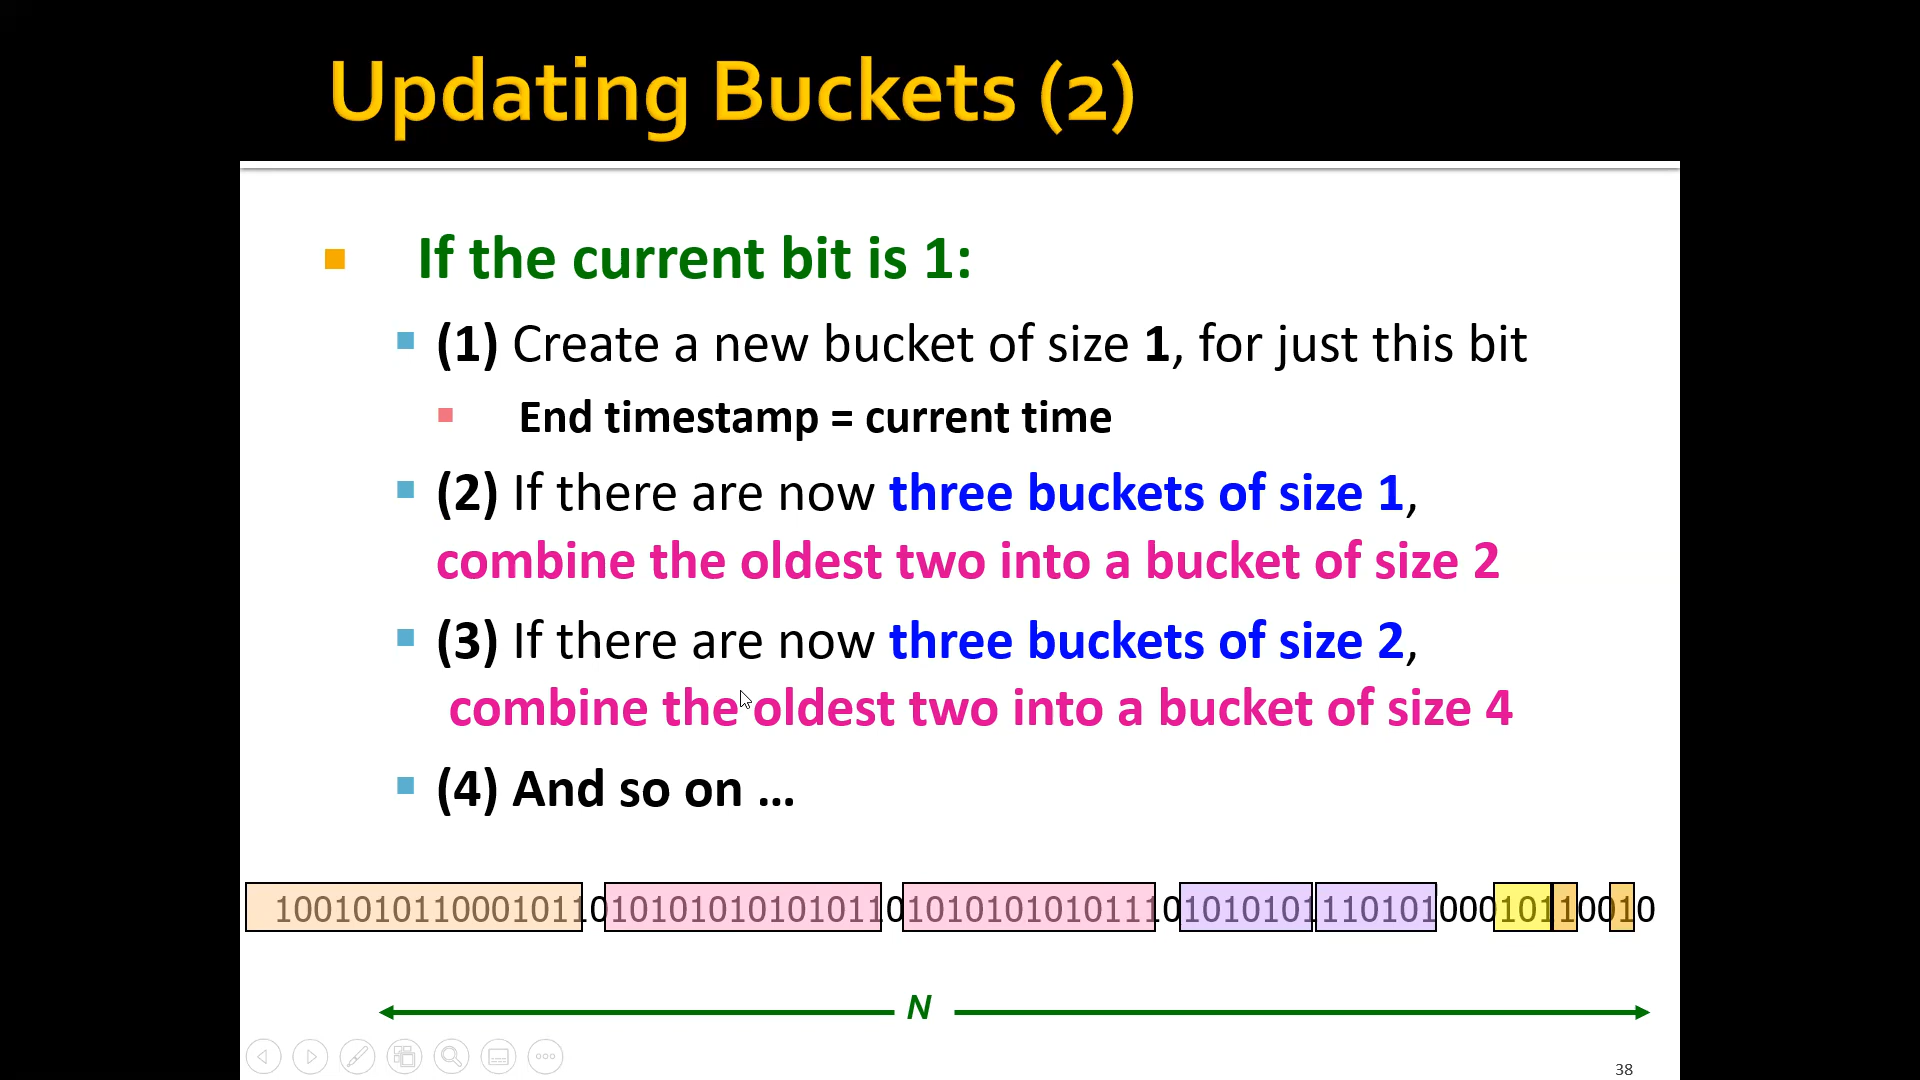 Updating Buckets (2)
If the current bit is 1:
(1) Create a new bucket of size 1, for just this bit
End timestamp = current time
(2) If there are now three buckets of size 1,
combine the oldest two into a bucket of size 2
(3) If there are now three buckets of size 2,
combine the oldest two into a bucket of size 4
(4) And so on ...
1001010110001011010101010101011010101010101110101010111010100010110010
N
38